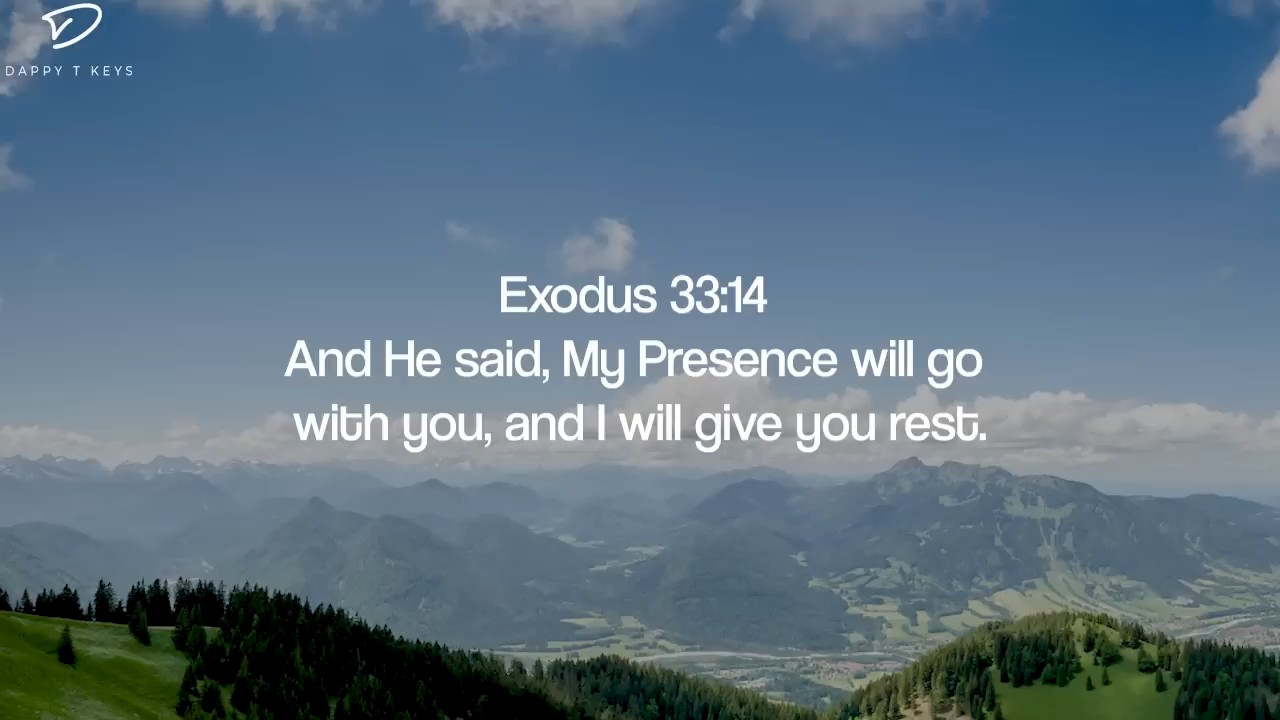 DAPPY T KEYS
Exodus 33:14
And He said, My Presence will go
with you, and I will give you rest.